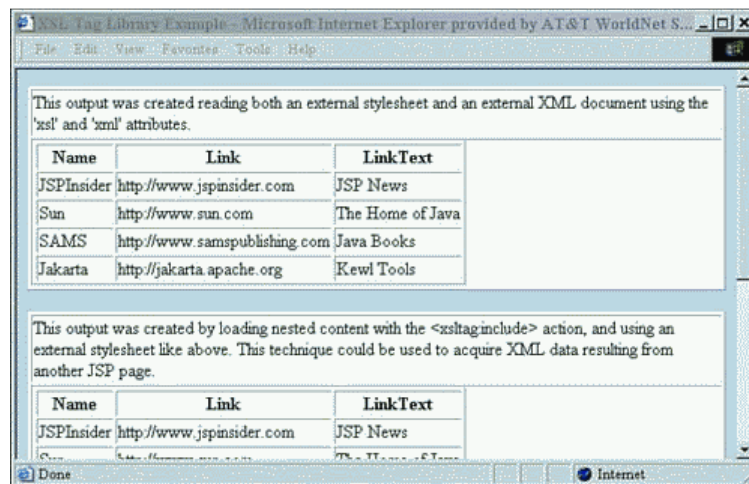 XSL Tag Library Example - Microsoft Internet Explorer provided by AT&T WorldNet S...
File Edit View Favorites Tools Help
This output was created reading both an external stylesheet and an external XML document using the
'xsl' and 'xml' attributes.
Name Link LinkText
JSPInsider http://www.jspinsider.com JSP News
Sun http://www.sun.com The Home of Java
SAMS http://www.samspublishing.com Java Books
Jakarta http://jakarta.apache.org Kewl Tools
This output was created by loading nested content with the <xsltag:include> action, and using an
external stylesheet like above. This technique could be used to acquire XML data resulting from
another JSP page.
Name Link LinkText
JSPInsider http://www.jspinsider.com JSP News
Done Internet